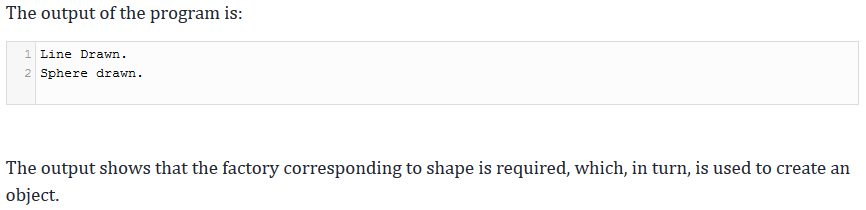 The output of the program is:
1 Line Drawn.
2 Sphere drawn.
The output shows that the factory corresponding to shape is required, which, in turn, is used to create an
object.